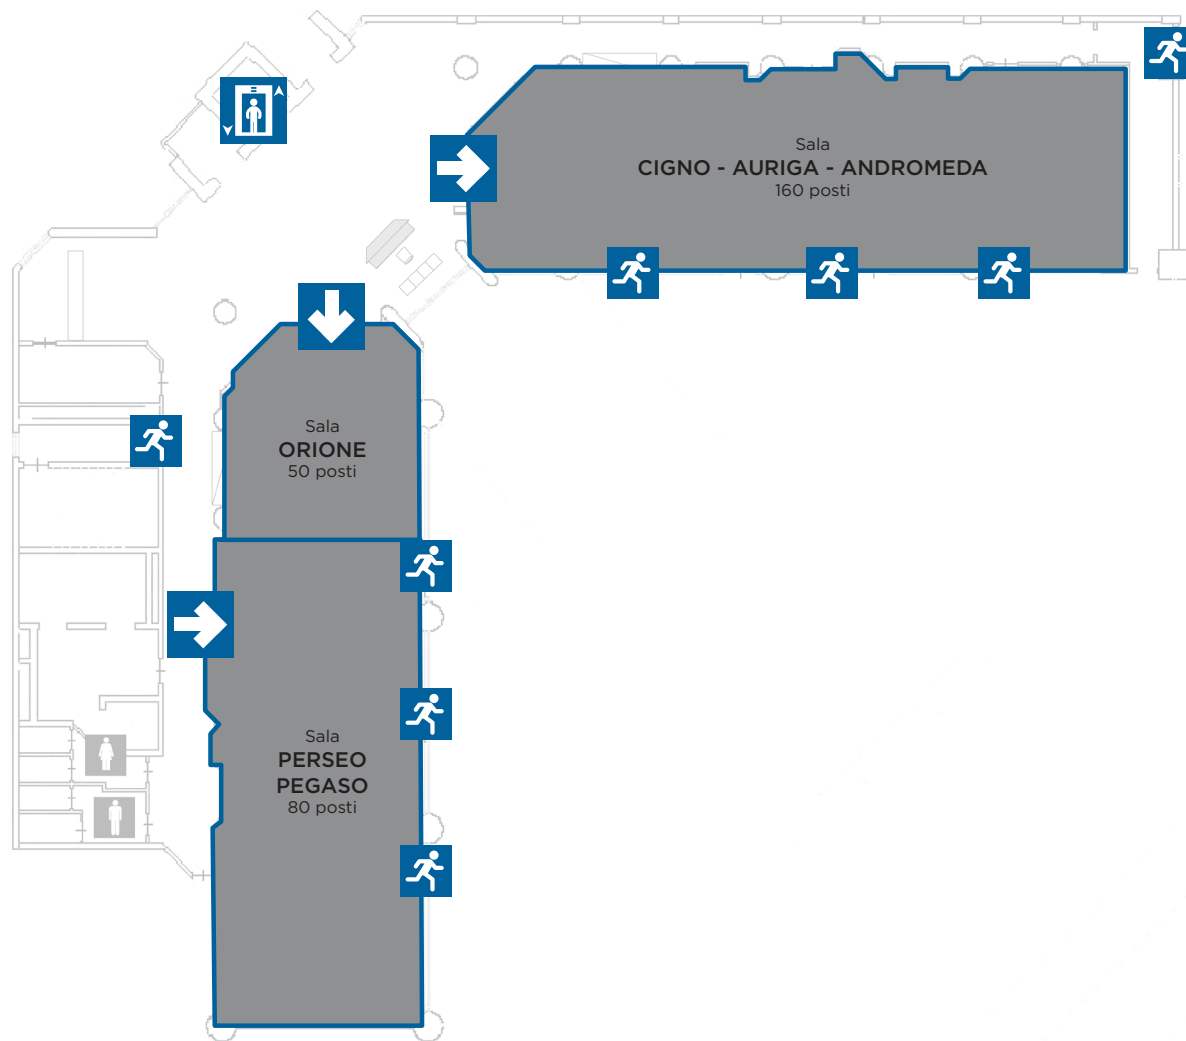 Sala
CIGNO - AURIGA - ANDROMEDA
160 posti
Sala
ORIONE
50 posti
Sala
PERSEO
PEGASO
80 posti